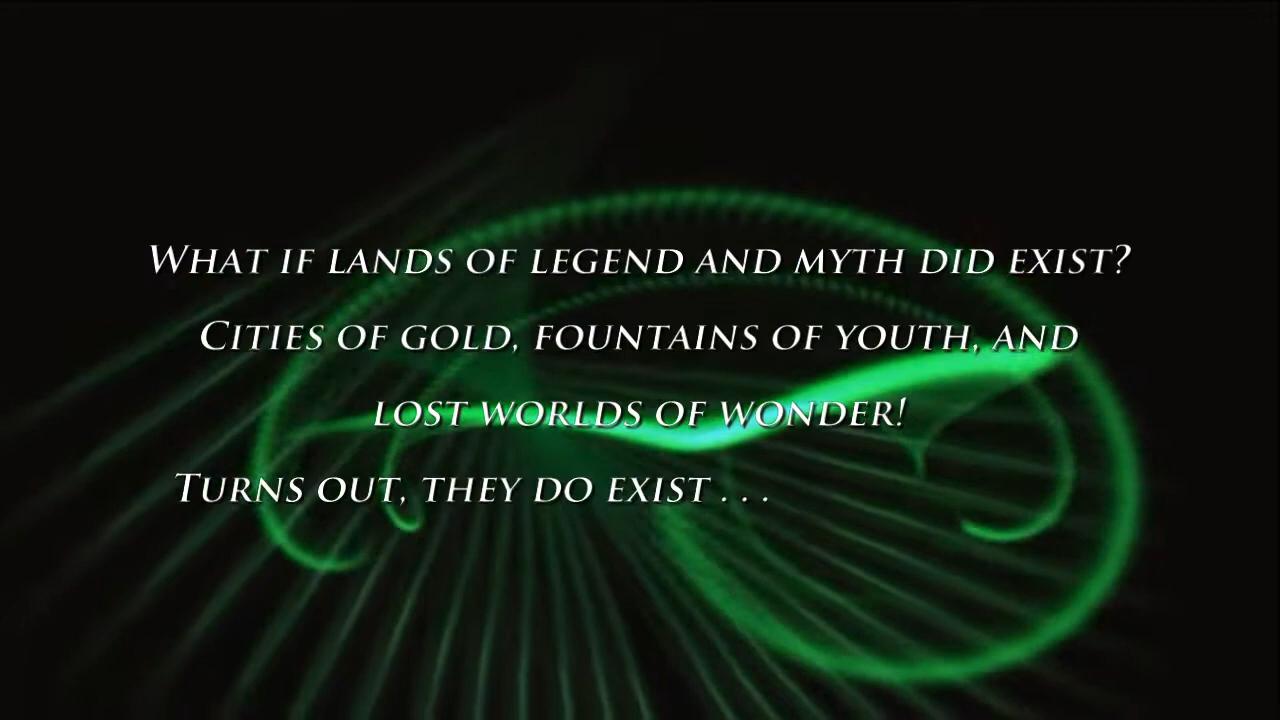 What if lands of legend and myth did exist?
Cities of gold, fountains of youth, and
lost worlds of wonder!
Turns out, they do exist . . .